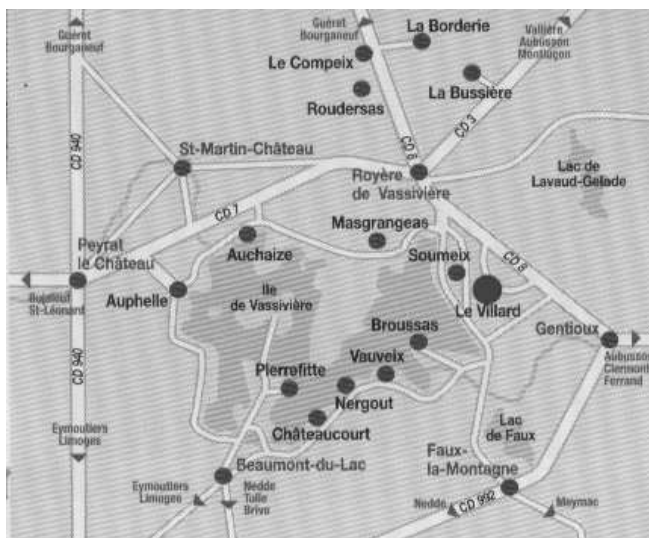 Guéret
Bourganeuf
Guéret
Bourganeuf
La Borderie
Vallière
Aubusson
Montluçon
Le Compeix
La Bussière
Roudersas
CD 940
CD 6
CD 3
St-Martin-Château
Royère
de Vassivière
Lac de
Lavaud-Gelade
CD 7
Masgrangeas
Peyrat
le Château
Auchaize
Soumeix
CD 8
Bujaleuf
St-Léonard
Auphelle
Ile
de Vassivière
Le Villard
Broussas
Gentioux
CD 940
Vauveix
Aubusson
Clermont
Ferrand
Pierrefitte
Nergout
Eymoutiers
Limoges
Châteaucourt
Lac
de Faux
Beaumont-du-Lac
Faux-
la-Montagne
Eymoutiers
Limoges
Nedde
Tulle
Brive
Nedde
CD 992
Meymac